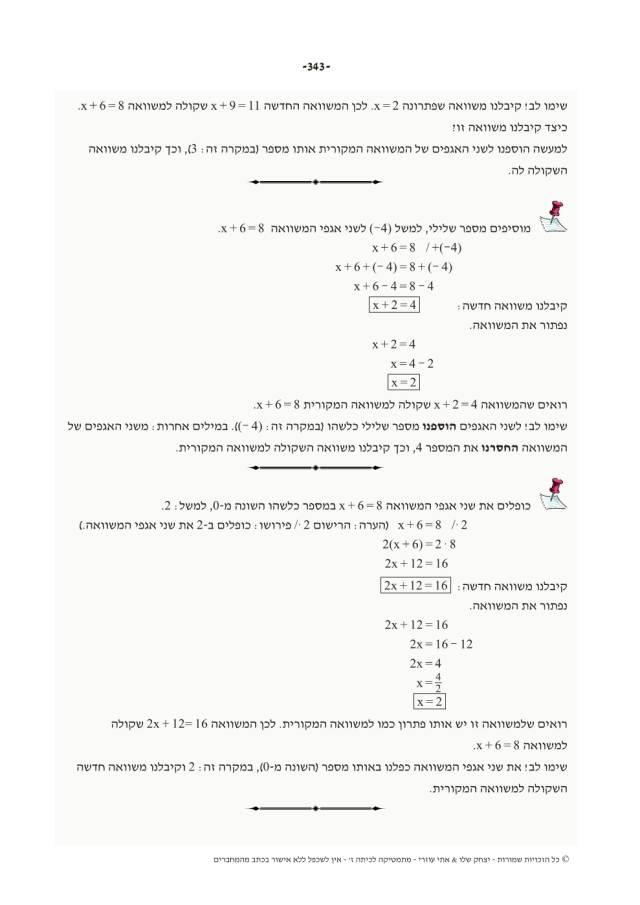 -343-
שימו לב! קיבלנו משוואה שפתרונה x = 2. לכן המשוואה החדשה x + 9 = 11 שקולה למשוואה x + 6 = 8.
כיצד קיבלנו משוואה זו?
למעשה הוספנו לשני האגפים של המשוואה המקורית אותו מספר (במקרה זה: 3), וכך קיבלנו משוואה
השקולה לה.
מוסיפים מספר שלילי, למשל (−4) לשני אגפי המשוואה x + 6 = 8.
x + 6 = 8 / +(−4)
x + 6 + (− 4) = 8 + (− 4)
x + 6 − 4 = 8 − 4
קיבלנו משוואה חדשה: x + 2 = 4
נפתור את המשוואה.
x + 2 = 4
x = 4 − 2
x = 2
רואים שהמשוואה x + 2 = 4 שקולה למשוואה המקורית x + 6 = 8.
שימו לב! לשני האגפים הוספנו מספר שלילי כלשהו (במקרה זה: (− 4)). במילים אחרות: משני האגפים של
המשוואה החסרנו את המספר 4, וכך קיבלנו משוואה השקולה למשוואה המקורית.
כופלים את שני אגפי המשוואה x + 6 = 8 במספר כלשהו השונה מ-0, למשל: 2.
x + 6 = 8 /· 2 (הערה: הרישום /· 2 פירושו: כופלים ב-2 את שני אגפי המשוואה.)
2(x + 6) = 2 · 8
2x + 12 = 16
קיבלנו משוואה חדשה: 2x + 12 = 16
נפתור את המשוואה.
2x + 12 = 16
2x = 16 − 12
2x = 4
x = 4/2
x = 2
רואים שלמשוואה זו יש אותו פתרון כמו למשוואה המקורית. לכן המשוואה 2x + 12 = 16 שקולה
למשוואה x + 6 = 8.
שימו לב! את שני אגפי המשוואה כפלנו באותו מספר (השונה מ-0), במקרה זה: 2 וקיבלנו משוואה חדשה
השקולה למשוואה המקורית.
© כל הזכויות שמורות - יצחק שלו & אתי עוזרי - מתמטיקה לכיתה ז' - אין לשכפל ללא אישור בכתב מהמחברים